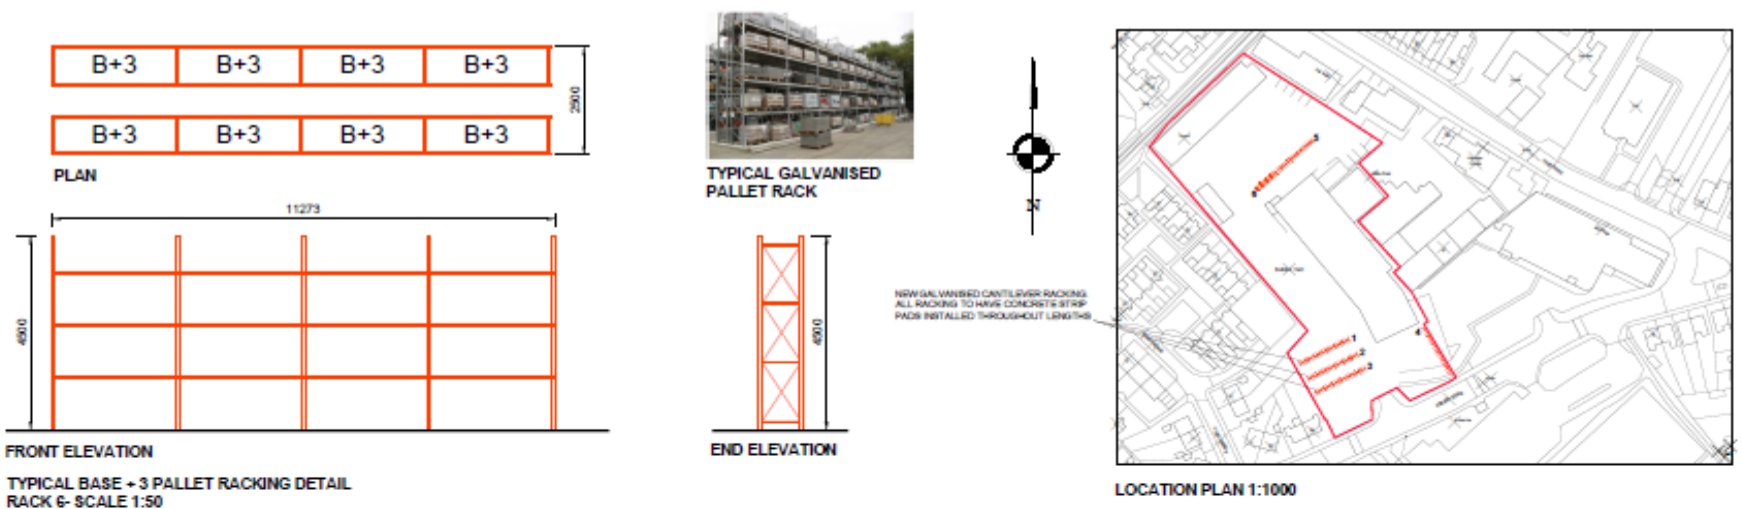 B+3 B+3 B+3 B+3
B+3 B+3 B+3 B+3
2900
PLAN
11273
4900
FRONT ELEVATION
TYPICAL BASE + 3 PALLET RACKING DETAIL
RACK 6- SCALE 1:50
TYPICAL GALVANISED
PALLET RACK
4900
END ELEVATION
N
NEW GALVANISED CANTILEVER RACKING.
ALL RACKING TO HAVE CONCRETE STRIP
PADS INSTALLED THROUGHOUT LENGTHS
5
6
1
2
3
4
LOCATION PLAN 1:1000